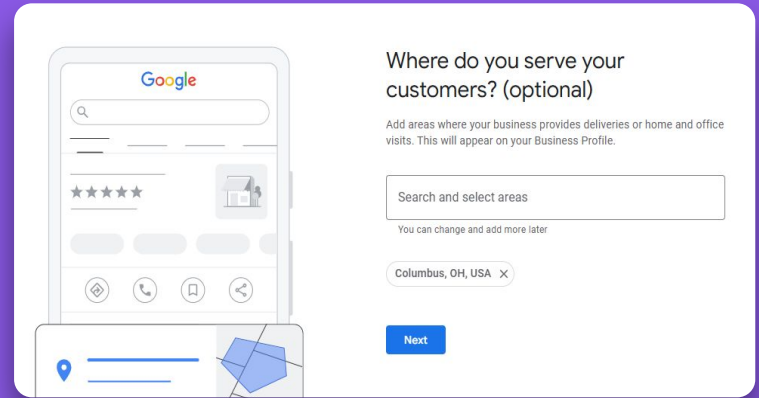 Google
Where do you serve your
customers? (optional)
Add areas where your business provides deliveries or home and office
visits. This will appear on your Business Profile.
Search and select areas
You can change and add more later
Columbus, OH, USA
Next